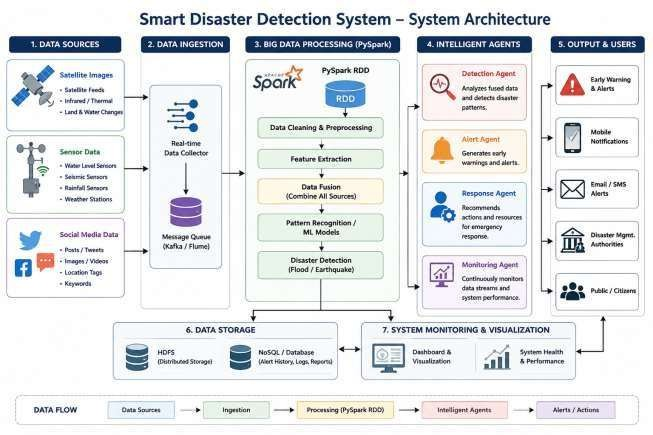 Smart Disaster Detection System – System Architecture
1. DATA SOURCES
Satellite Images
• Satellite Feeds
• Infrared / Thermal
• Land & Water Changes
Sensor Data
• Water Level Sensors
• Seismic Sensors
• Rainfall Sensors
• Weather Stations
Social Media Data
• Posts / Tweets
• Images / Videos
• Location Tags
• Keywords
2. DATA INGESTION
Real-time
Data Collector
Message Queue
(Kafka / Flume)
3. BIG DATA PROCESSING (PySpark)
APACHE
Spark
PySpark RDD
RDD
Data Cleaning & Preprocessing
Feature Extraction
Data Fusion
(Combine All Sources)
Pattern Recognition /
ML Models
Disaster Detection
(Flood / Earthquake)
4. INTELLIGENT AGENTS
Detection Agent
Analyzes fused data
and detects disaster
patterns.
Alert Agent
Generates early
warnings and alerts.
Response Agent
Recommends
actions and resources
for emergency
response.
Monitoring Agent
Continuously monitors
data streams and
system performance.
5. OUTPUT & USERS
Early Warning
& Alerts
Mobile
Notifications
Email / SMS
Alerts
Disaster Mgmt.
Authorities
Public / Citizens
6. DATA STORAGE
HDFS
(Distributed Storage)
NoSQL / Database
(Alert History, Logs, Reports)
7. SYSTEM MONITORING & VISUALIZATION
Dashboard &
Visualization
System Health
& Performance
DATA FLOW
Data Sources
Ingestion
Processing (PySpark RDD)
Intelligent Agents
Alerts / Actions